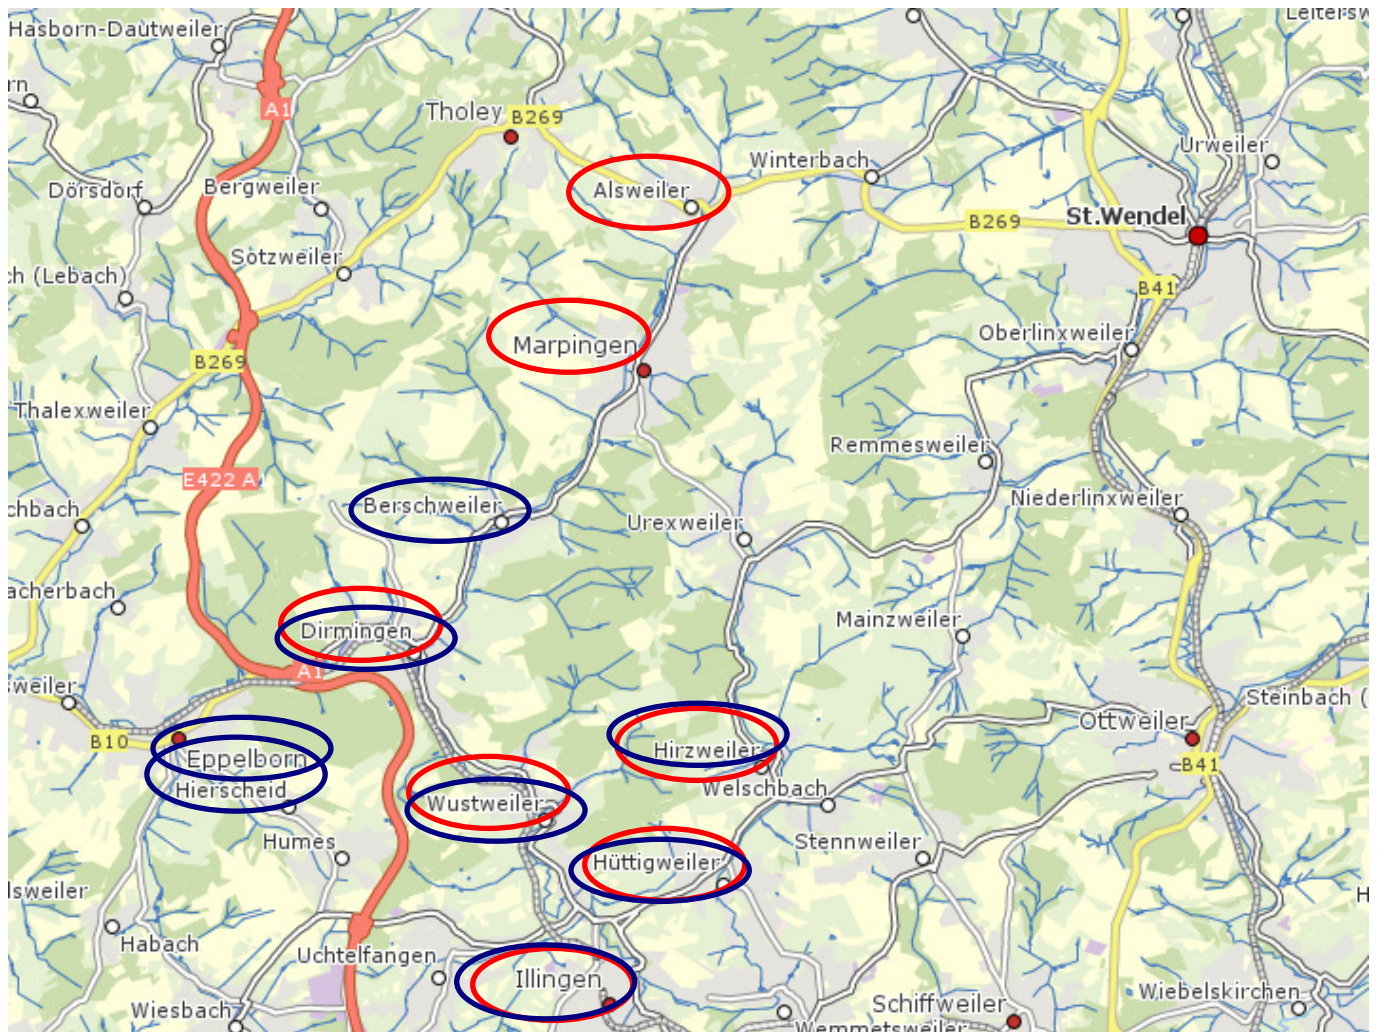 Leitersw
Hasborn-Dautweiler
rn
A1
Tholey
B269
Urweiler
Winterbach
Dörsdorf
Bergweiler
Alsweiler
St.Wendel
B269
Sotzweiler
ch (Lebach)
B41
Oberlinxweiler
Marpingen
B269
Thalexweiler
Remmesweiler
E422 A
Niederlinxweiler
Berschweiler
chbach
Urexweiler
acherbach
Mainzweiler
Dirmingen
A1
sweiler
Steinbach (
Ottweiler
B10
Hirzweiler
Eppelborn
B41
Hierscheid
Welschbach
Wustweiler
Humes
Stennweiler
Hüttigweiler
lsweiler
H
Habach
Uchtelfangen
Illingen
Wiebelskirchen
Schiffweiler
Wiesbach
Wemmetsweiler